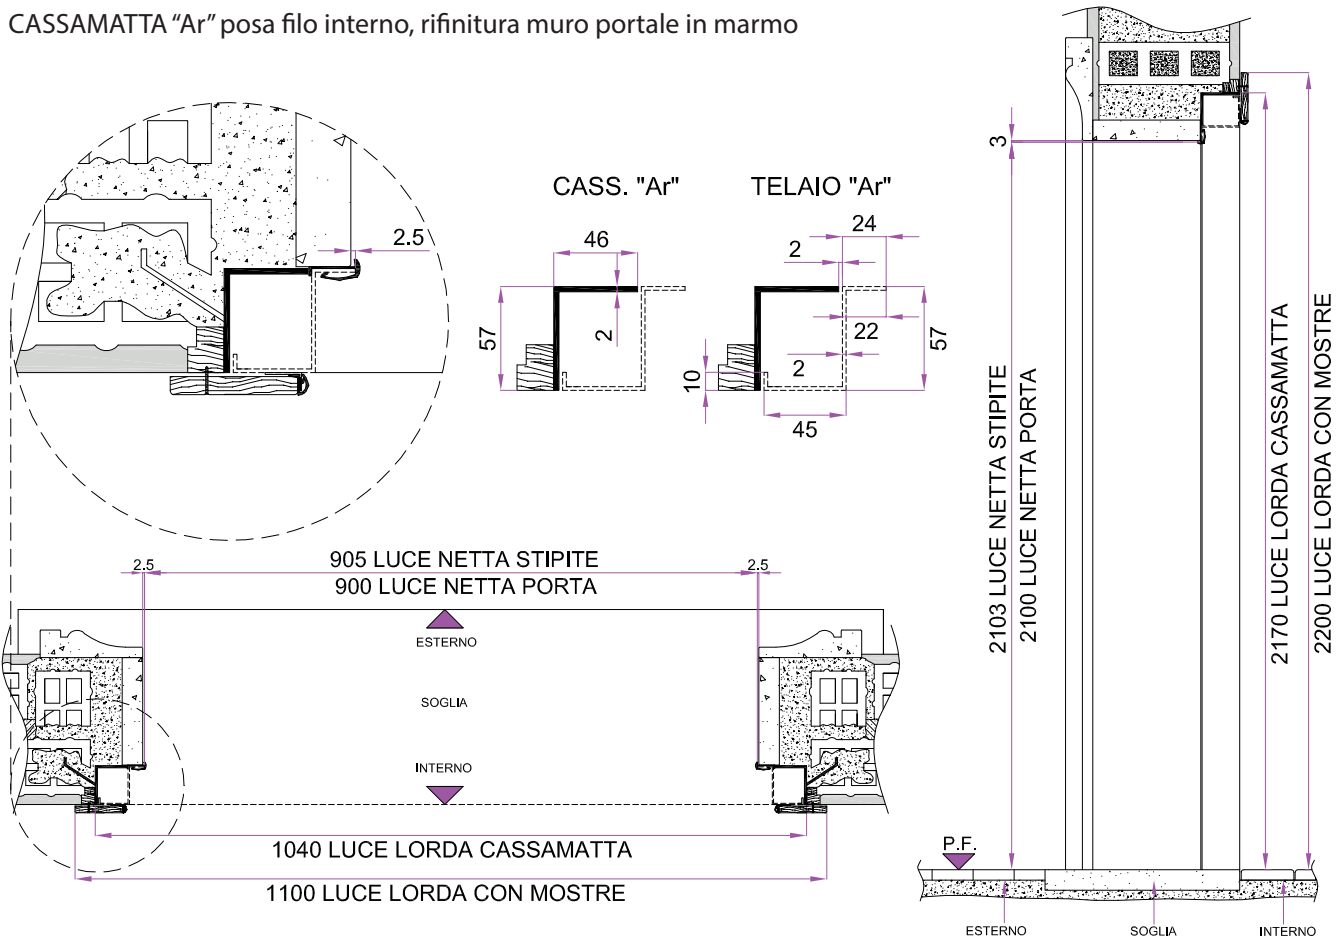 CASSAMATTA “Ar” posa filo interno, rifinitura muro portale in marmo
2.5
CASS. "Ar"
46
57
2
TELAIO "Ar"
24
2
22
57
2
10
45
3
2103 LUCE NETTA STIPITE
2100 LUCE NETTA PORTA
2170 LUCE LORDA CASSAMATTA
2200 LUCE LORDA CON MOSTRE
2.5
905 LUCE NETTA STIPITE
900 LUCE NETTA PORTA
2.5
ESTERNO
SOGLIA
INTERNO
1040 LUCE LORDA CASSAMATTA
1100 LUCE LORDA CON MOSTRE
P.F.
ESTERNO
SOGLIA
INTERNO